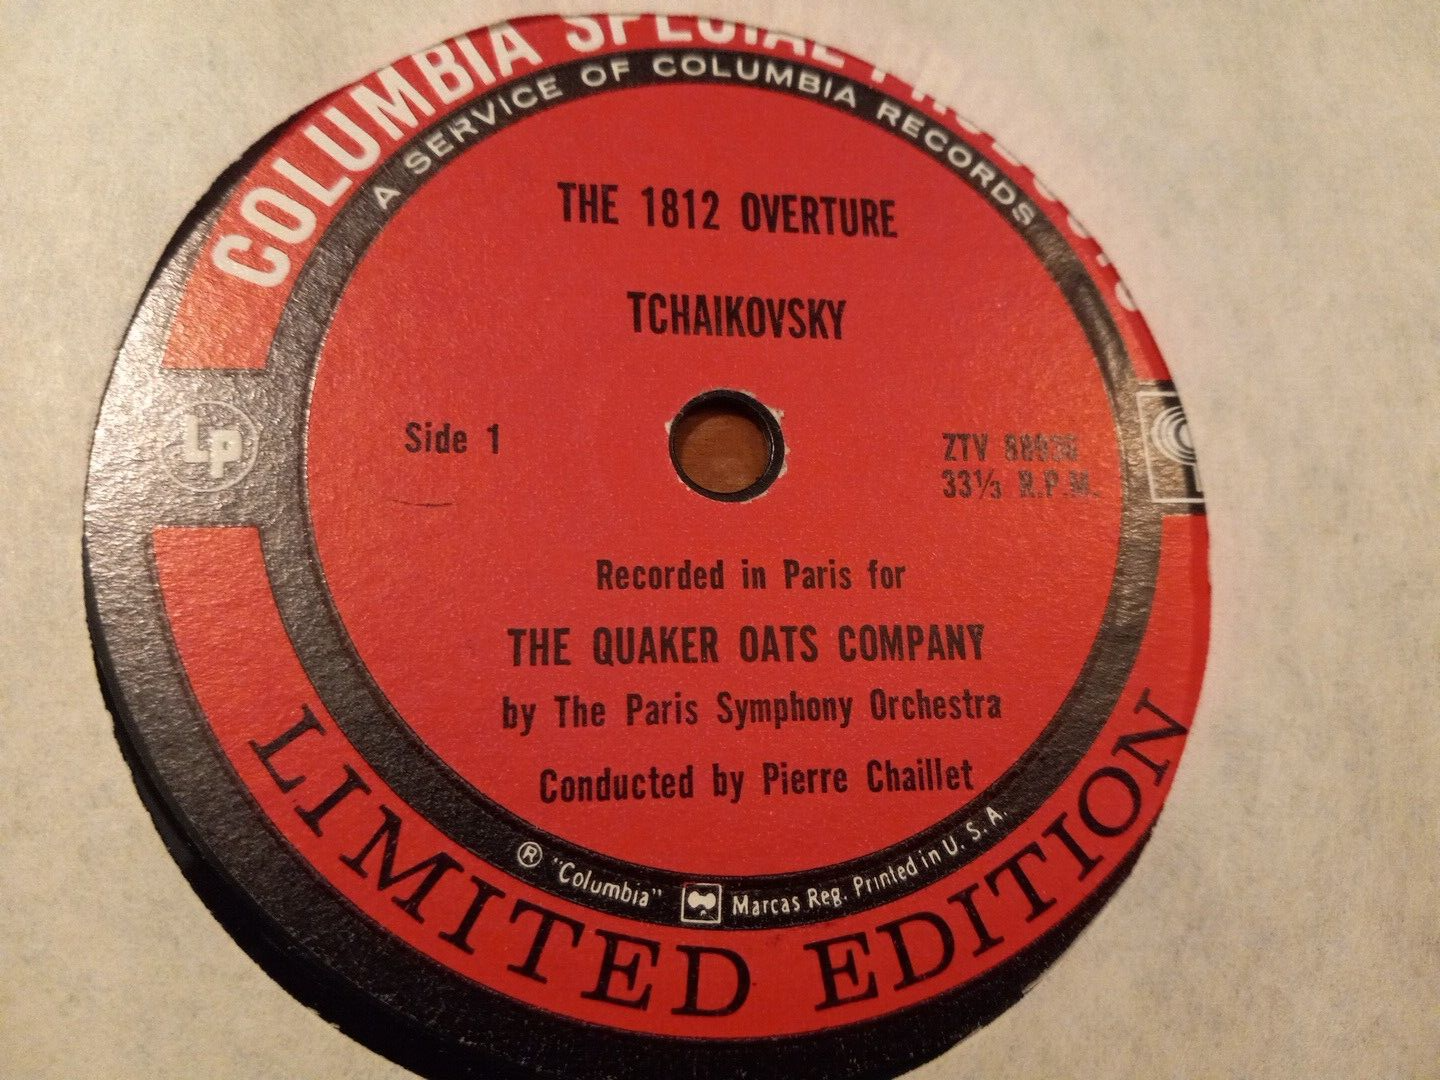 COLUMBIA SPECIAL PRODUCTS
A SERVICE OF COLUMBIA RECORDS
THE 1812 OVERTURE
TCHAIKOVSKY
Lp
Side 1
ZTV
33⅓ R.P.M.
Recorded in Paris for
THE QUAKER OATS COMPANY
by The Paris Symphony Orchestra
Conducted by Pierre Chaillet
® "Columbia" Marcas Reg. Printed in U. S. A.
LIMITED EDITION